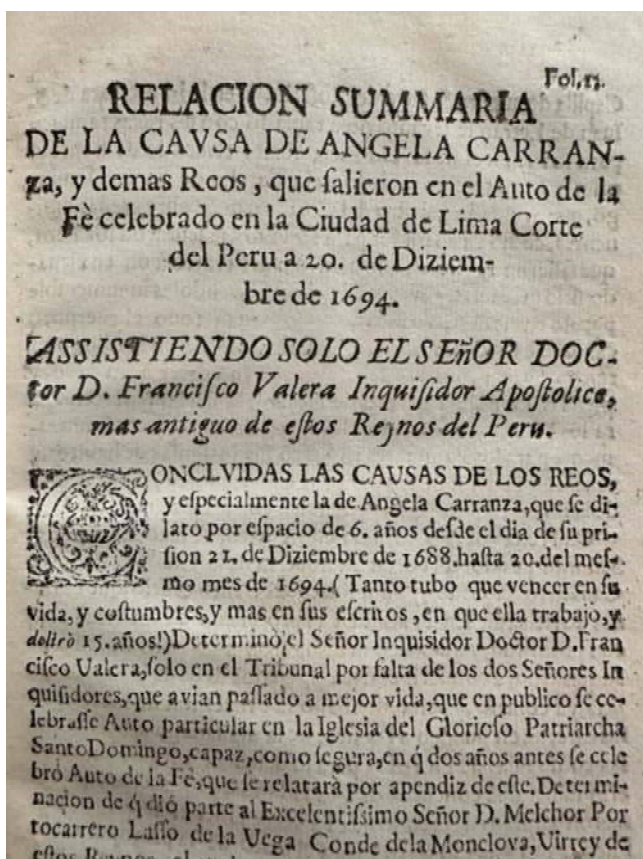 Fol. 13.
RELACION SUMMARIA
DE LA CAVSA DE ANGELA CARRAN-
za, y demas Reos, que ſalieron en el Auto de la
Fè celebrado en la Ciudad de Lima Corte
del Peru a 20. de Diziem-
bre de 1694.
ASSISTIENDO SOLO EL SEñOR DOC-
tor D. Franciſco Valera Inquiſidor Apoſtolico,
mas antiguo de eſtos Reynos del Peru.
CONCLVIDAS LAS CAUSAS DE LOS REOS,
y eſpecialmente la de Angela Carranza, que ſe di-
lato por eſpacio de 6. años deſde el dia de ſu pri-
ſion 21. de Diziembre de 1688. haſta 20. del meſ-
mo mes de 1694. ( Tanto tubo que vencer en ſu
vida, y coſtumbres, y mas en ſus eſcritos, en que ella trabajo, y
deliró 15. años!) Determinò el Señor Inquiſidor Doctor D. Fran
ciſco Valera, ſolo en el Tribunal por falta de los dos Señores In
quiſidores, que avian paſſado a mejor vida, que en publico ſe ce-
lebraſſe Auto particular en la Igleſia del Glorioſo Patriarcha
Santo Domingo, capaz, como ſegura, en q̃ dos años antes ſe cele
bró Auto de la Fè, que ſe relatarà por apendiz de eſte. Determi-
nacion de q̃ dió parte al Excelentiſſimo Señor D. Melchor Por
tocarrero Laſſo de la Vega Conde de la Monclova, Virrey de
eſtos Reynos